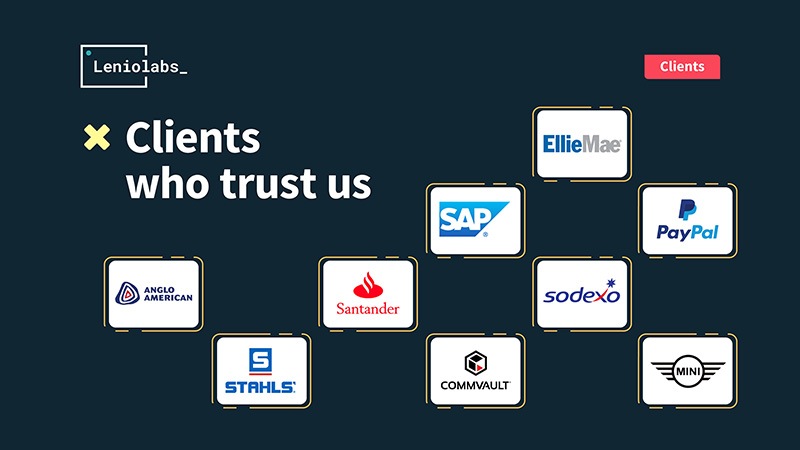 Leniolabs_
Clients
Clients
who trust us
EllieMae®
SAP®
PayPal
ANGLO
AMERICAN
Santander
sodexo
S
STAHLS'
COMMVAULT
MINI